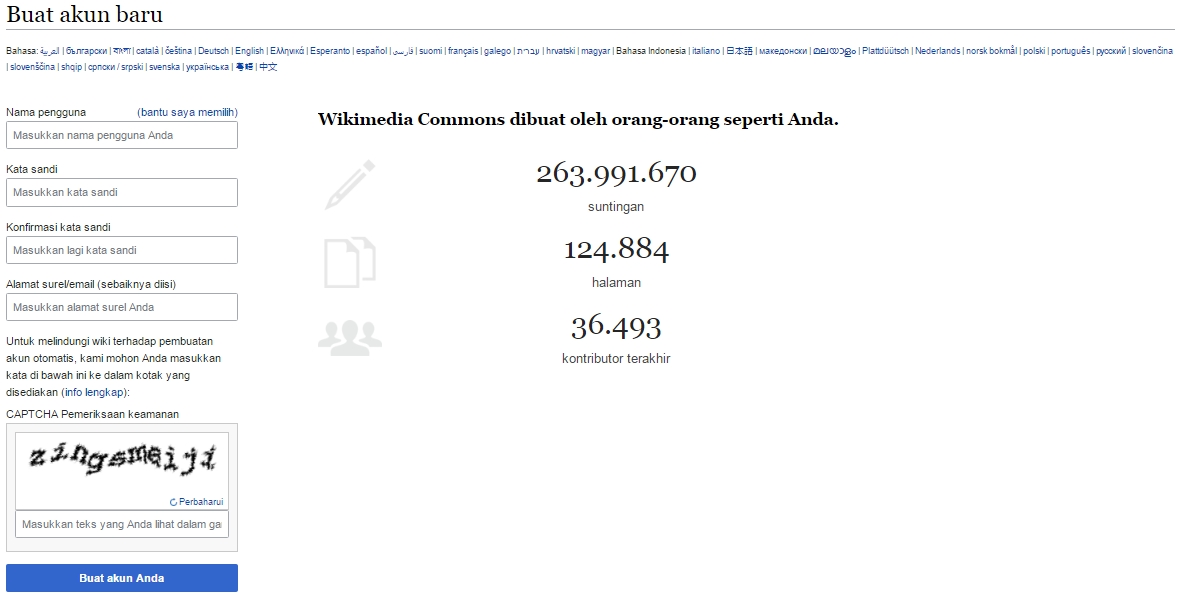 Buat akun baru
Bahasa: العربية | български | বাংলা | català | čeština | Deutsch | English | Ελληνικά | Esperanto | español | فارسی | suomi | français | galego | עברית | hrvatski | magyar | Bahasa Indonesia | italiano | 日本語 | македонски | മലയാളം | Plattdüütsch | Nederlands | norsk bokmål | polski | português | русский | slovenčina
| slovenščina | shqip | српски / srpski | svenska | українська | 粵語 | 中文
Nama pengguna (bantu saya memilih)
Masukkan nama pengguna Anda
Kata sandi
Masukkan kata sandi
Konfirmasi kata sandi
Masukkan lagi kata sandi
Alamat surel/email (sebaiknya diisi)
Masukkan alamat surel Anda
Untuk melindungi wiki terhadap pembuatan
akun otomatis, kami mohon Anda masukkan
kata di bawah ini ke dalam kotak yang
disediakan (info lengkap):
CAPTCHA Pemeriksaan keamanan
Perbaharui
Masukkan teks yang Anda lihat dalam ga
Buat akun Anda
Wikimedia Commons dibuat oleh orang-orang seperti Anda.
263.991.670
suntingan
124.884
halaman
36.493
kontributor terakhir